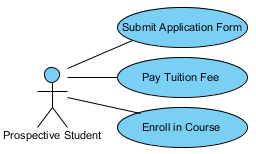 Submit Application Form
Pay Tuition Fee
Prospective Student
Enroll in Course